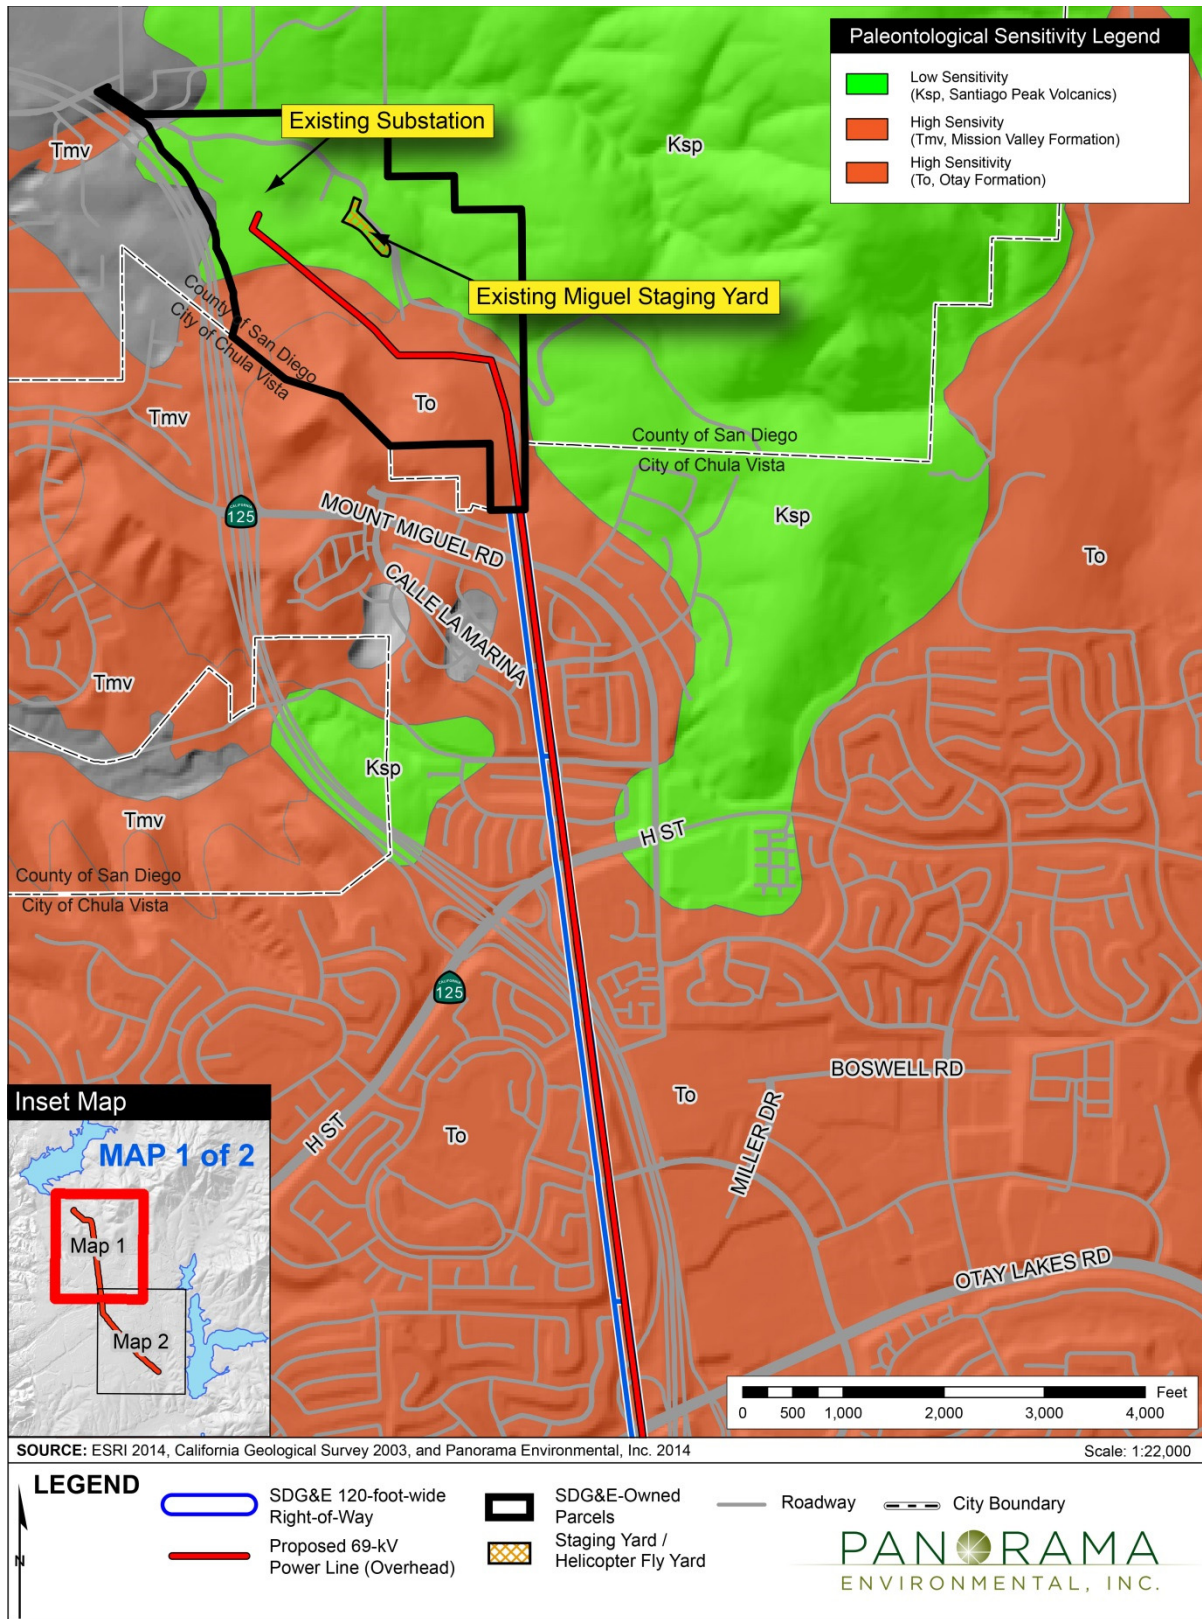 Paleontological Sensitivity Legend
Low Sensitivity
(Ksp, Santiago Peak Volcanics)
High Sensivity
(Tmv, Mission Valley Formation)
High Sensitivity
(To, Otay Formation)
Existing Substation
Ksp
Tmv
Existing Miguel Staging Yard
County of San Diego
City of Chula Vista
To
Tmv
County of San Diego
City of Chula Vista
CALIFORNIA
125
MOUNT MIGUEL RD
Ksp
To
CALLE LA MARINA
Tmv
Ksp
Tmv
H ST
County of San Diego
City of Chula Vista
CALIFORNIA
125
BOSWELL RD
To
MILLER DR
H ST
To
OTAY LAKES RD
Inset Map
MAP 1 of 2
Map 1
Map 2
Feet
0 500 1,000 2,000 3,000 4,000
SOURCE: ESRI 2014, California Geological Survey 2003, and Panorama Environmental, Inc. 2014
Scale: 1:22,000
LEGEND
N
SDG&E 120-foot-wide
Right-of-Way
Proposed 69-kV
Power Line (Overhead)
SDG&E-Owned
Parcels
Staging Yard /
Helicopter Fly Yard
Roadway
City Boundary
PANORAMA
ENVIRONMENTAL, INC.